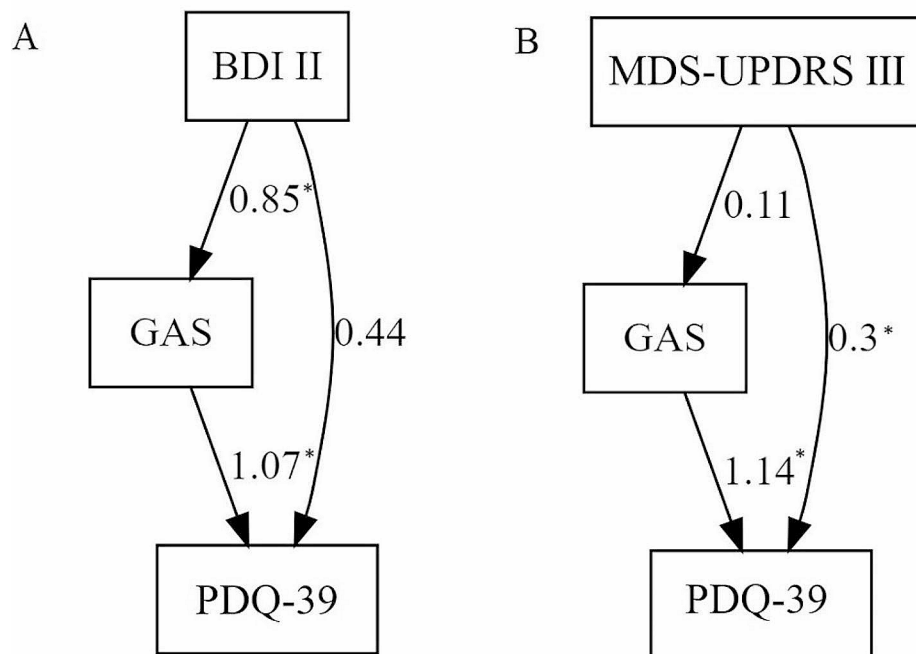 A
BDI II
0.85*
GAS
0.44
1.07*
PDQ-39
B
MDS-UPDRS III
0.11
GAS
0.3*
1.14*
PDQ-39